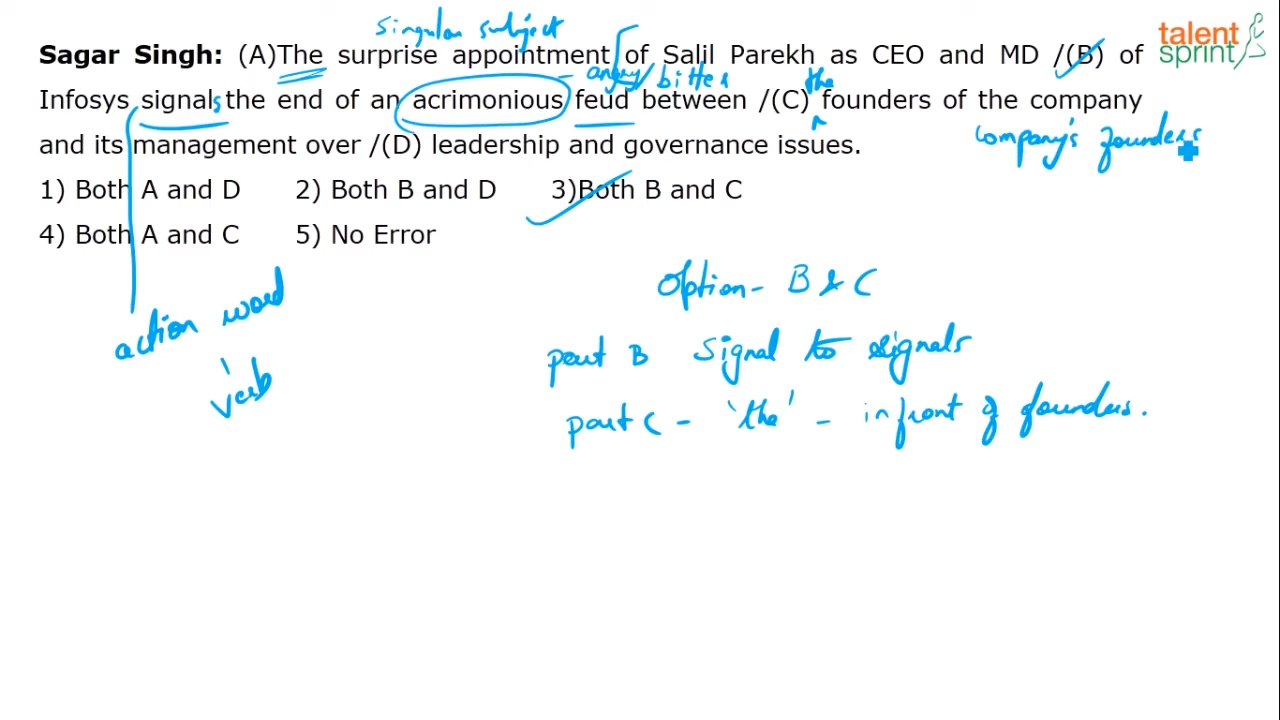 singular subject
talent
sprint
Sagar Singh: (A)The surprise appointment of Salil Parekh as CEO and MD /(B) of
angry/bitter
the
Infosys signals the end of an acrimonious feud between /(C) founders of the company
company's founders
and its management over /(D) leadership and governance issues.
1) Both A and D 2) Both B and D 3)Both B and C
4) Both A and C 5) No Error
Option - B & C
action word
part B signal to signals
verb
part C - 'the' - infront of founders.